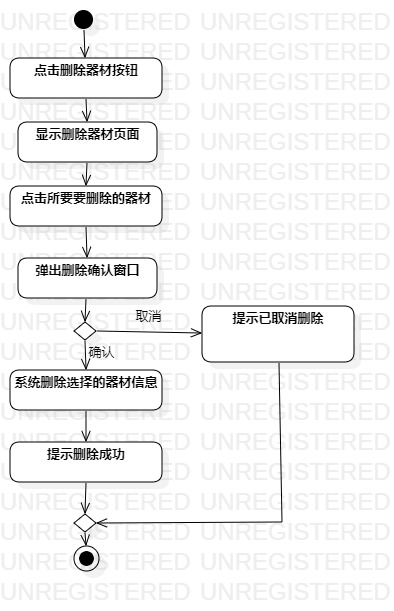 点击删除器材按钮
显示删除器材页面
点击所要要删除的器材
弹出删除确认窗口
取消
提示已取消删除
确认
系统删除选择的器材信息
提示删除成功
UNREGISTERED